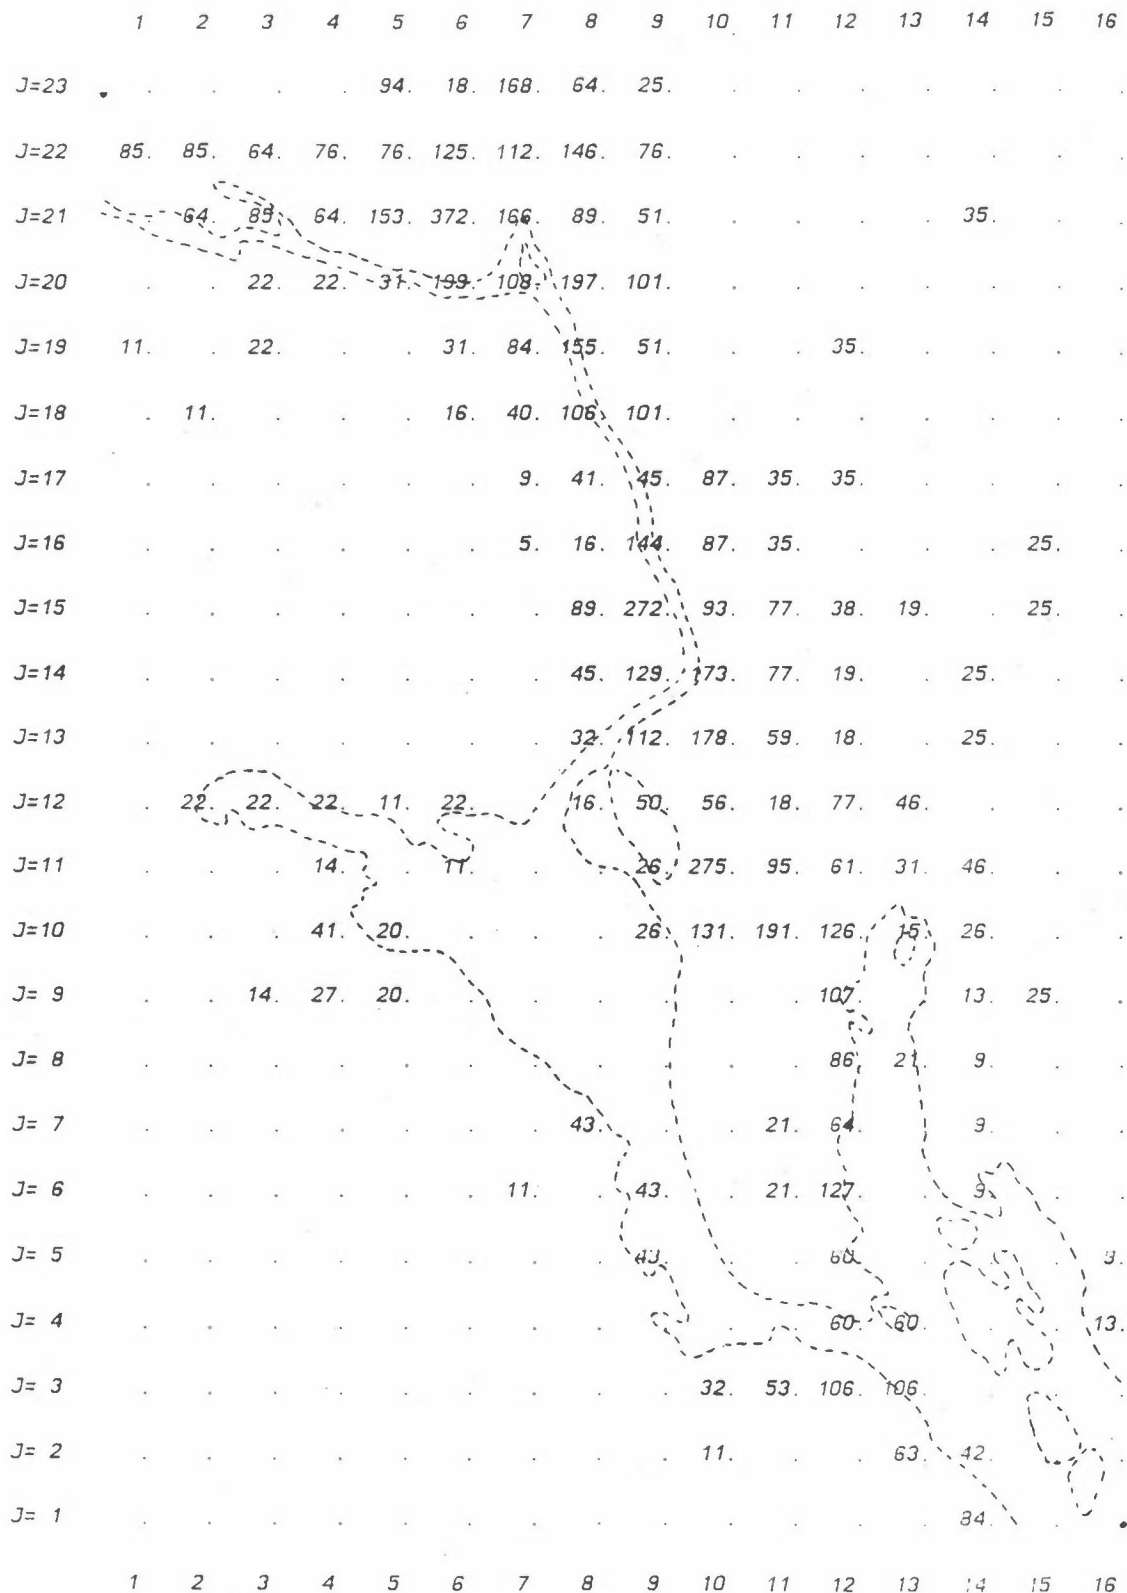 1 2 3 4 5 6 7 8 9 10 11 12 13 14 15 16
J=23 . . . . 94. 18. 168. 64. 25. . . . . . . .
J=22 85. 85. 64. 76. 76. 125. 112. 146. 76. . . . . . . .
J=21 . 64. 85. 64. 153. 372. 166. 89. 51. . . . . 35. . .
J=20 . . 22. 22. 31. 199. 108. 197. 101. . . . . . . .
J=19 11. . 22. . . 31. 84. 155. 51. . . 35. . . . .
J=18 . 11. . . . 16. 40. 106. 101. . . . . . . .
J=17 . . . . . . 9. 41. 45. 87. 35. 35. . . . .
J=16 . . . . . . 5. 16. 144. 87. 35. . . . 25. .
J=15 . . . . . . . 89. 272. 93. 77. 38. 19. . 25. .
J=14 . . . . . . . 45. 129. 173. 77. 19. . 25. . .
J=13 . . . . . . . 32. 112. 178. 59. 18. . 25. . .
J=12 . 22. 22. 22. 11. 22. . 16. 50. 56. 18. 77. 46. . . .
J=11 . . . 14. . 11. . . 26. 275. 95. 61. 31. 46. . .
J=10 . . . 41. 20. . . . 26. 131. 191. 126. 15. 26. . .
J= 9 . . 14. 27. 20. . . . . . . 107. . 13. 25. .
J= 8 . . . . . . . . . . . 86. 21. 9. . .
J= 7 . . . . . . . 43. . . 21. 64. . 9. . .
J= 6 . . . . . . 11. . 43. . 21. 127. . 9. . .
J= 5 . . . . . . . . 43. . . 60. . . .
J= 4 . . . . . . . . . . . 60. 60. . . 13.
J= 3 . . . . . . . . . 32. 53. 106. 106. . . .
J= 2 . . . . . . . . . 11. . . 63. 42. . .
J= 1 . . . . . . . . . . . . . . .
1 2 3 4 5 6 7 8 9 10 11 12 13 14 15 16